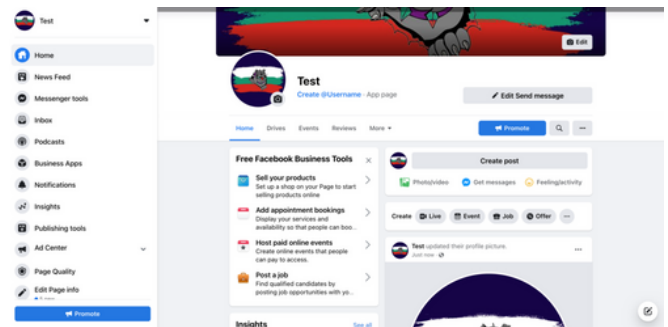 Test
Home
News Feed
Messenger tools
Inbox
Podcasts
Business Apps
Notifications
Insights
Publishing tools
Ad Center
Page Quality
Edit Page info
Promote
Edit
Test
Create @Username · App page
Edit Send message
Home Drives Events Reviews More
Promote
Free Facebook Business Tools
Sell your products
Set up a shop on your Page to start
selling products online
Add appointment bookings
Display your services and
availability so that people can boo...
Host paid online events
Create online events that people
can pay to access.
Post a job
Find qualified candidates by
posting job opportunities with yo...
Insights See all
Create post
Photo/video Get messages Feeling/activity
Create Live Event Job Offer
Test updated their profile picture.
Just now